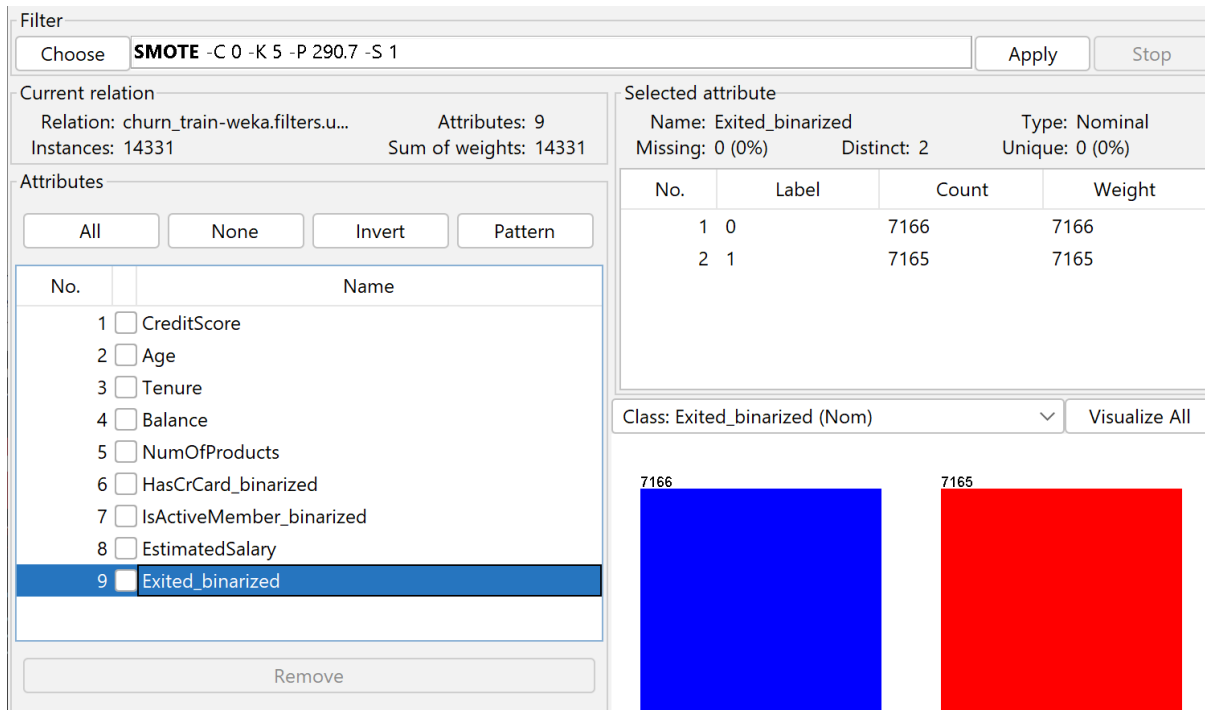 Filter
Choose SMOTE -C 0 -K 5 -P 290.7 -S 1 Apply Stop
Current relation
Relation: churn_train-weka.filters.u... Attributes: 9
Instances: 14331 Sum of weights: 14331
Attributes
All None Invert Pattern
No. Name
1 CreditScore
2 Age
3 Tenure
4 Balance
5 NumOfProducts
6 HasCrCard_binarized
7 IsActiveMember_binarized
8 EstimatedSalary
9 Exited_binarized
Remove
Selected attribute
Name: Exited_binarized Type: Nominal
Missing: 0 (0%) Distinct: 2 Unique: 0 (0%)
No. Label Count Weight
1 0 7166 7166
2 1 7165 7165
Class: Exited_binarized (Nom) Visualize All
7166 7165